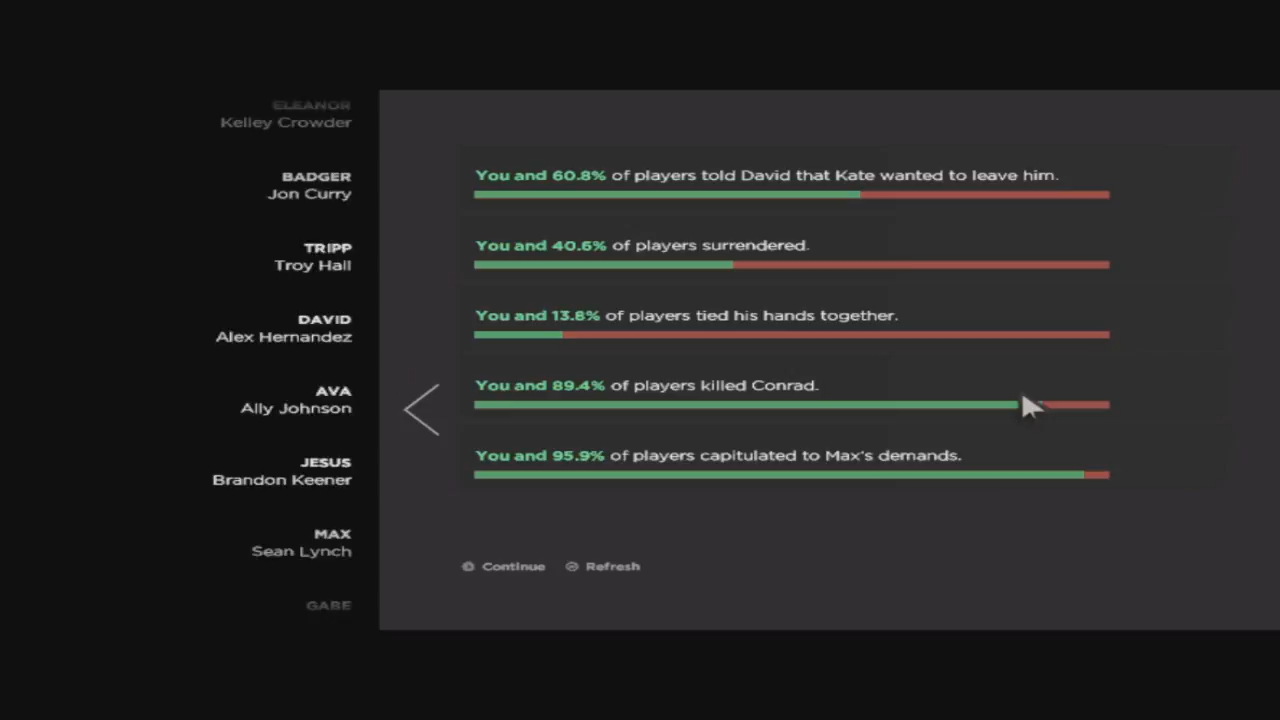 ELEANOR
Kelley Crowder
BADGER
Jon Curry
TRIPP
Troy Hall
DAVID
Alex Hernandez
AVA
Ally Johnson
JESUS
Brandon Keener
MAX
Sean Lynch
GABE
You and 60.8% of players told David that Kate wanted to leave him.
You and 40.6% of players surrendered.
You and 13.8% of players tied his hands together.
You and 89.4% of players killed Conrad.
You and 95.9% of players capitulated to Max's demands.
Continue Refresh